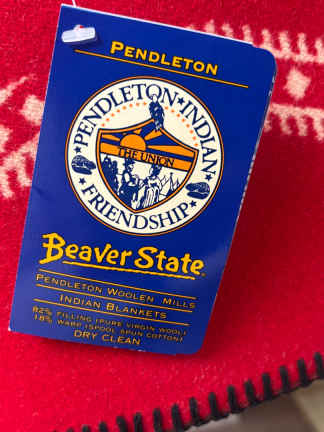 PENDLETON
PENDLETON★INDIAN
THE UNION
★FRIENDSHIP★
Beaver State®
PENDLETON WOOLEN MILLS
INDIAN BLANKETS
82% FILLING (PURE VIRGIN WOOL)
18% WARP (SPOOL SPUN COTTON)
DRY CLEAN